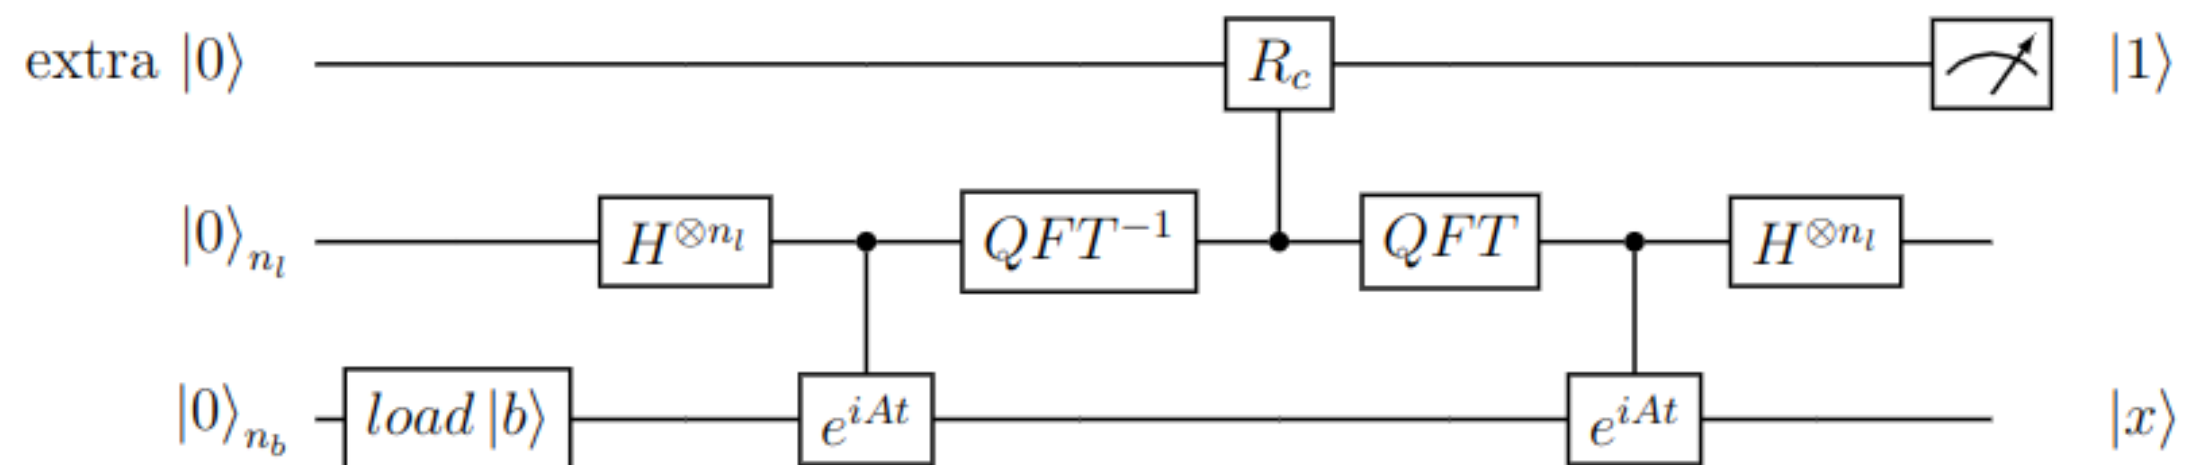 extra |0⟩ R_c |1⟩
|0⟩_{n_l} H^{⊗n_l} QFT^{−1} QFT H^{⊗n_l}
|0⟩_{n_b} load |b⟩ e^{iAt} e^{iAt} |x⟩